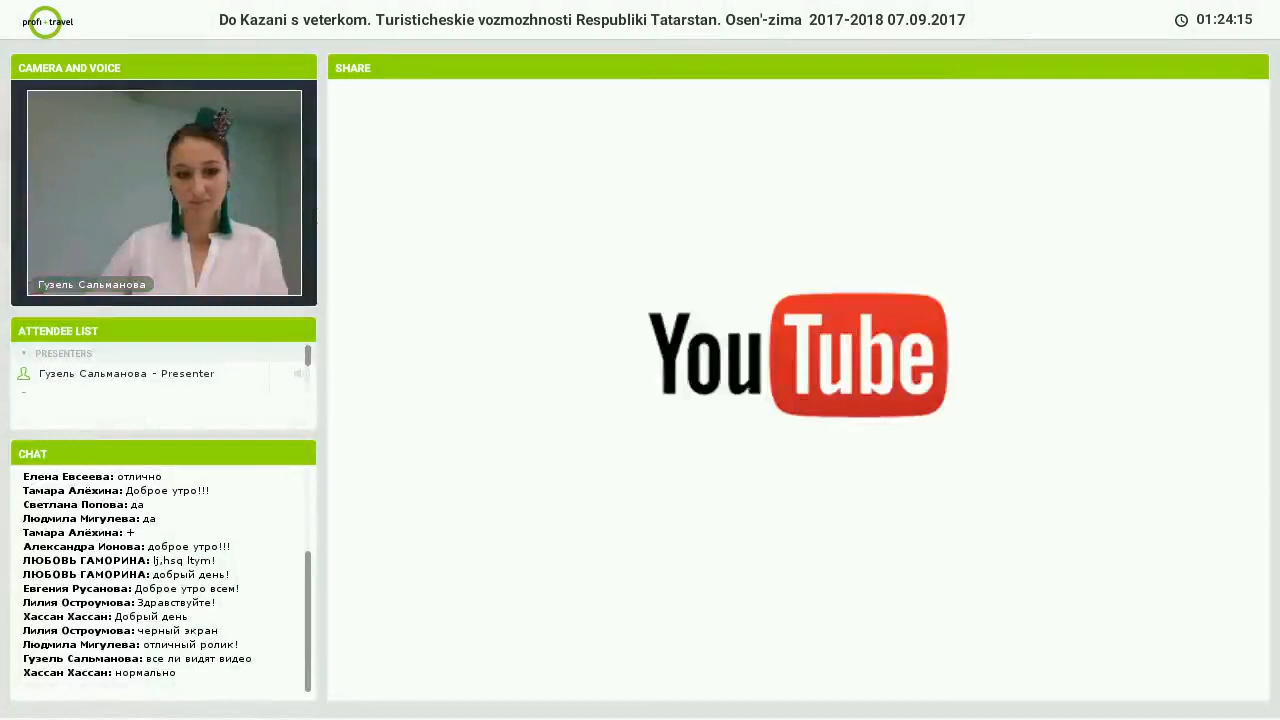 profi travel
Do Kazani s veterkom. Turisticheskie vozmozhnosti Respubliki Tatarstan. Osen'-zima 2017-2018 07.09.2017
01:24:15
CAMERA AND VOICE
Гузель Сальманова
ATTENDEE LIST
PRESENTERS
Гузель Сальманова - Presenter
CHAT
Елена Евсеева: отлично
Тамара Алёхина: Доброе утро!!!
Светлана Попова: да
Людмила Мигулева: да
Тамара Алёхина: +
Александра Ионова: доброе утро!!!
ЛЮБОВЬ ГАМОРИНА: lj,hsq ltym!
ЛЮБОВЬ ГАМОРИНА: добрый день!
Евгения Русанова: Доброе утро всем!
Лилия Остроумова: Здравствуйте!
Хассан Хассан: Добрый день
Лилия Остроумова: черный экран
Людмила Мигулева: отличный ролик!
Гузель Сальманова: все ли видят видео
Хассан Хассан: нормально
SHARE
YouTube